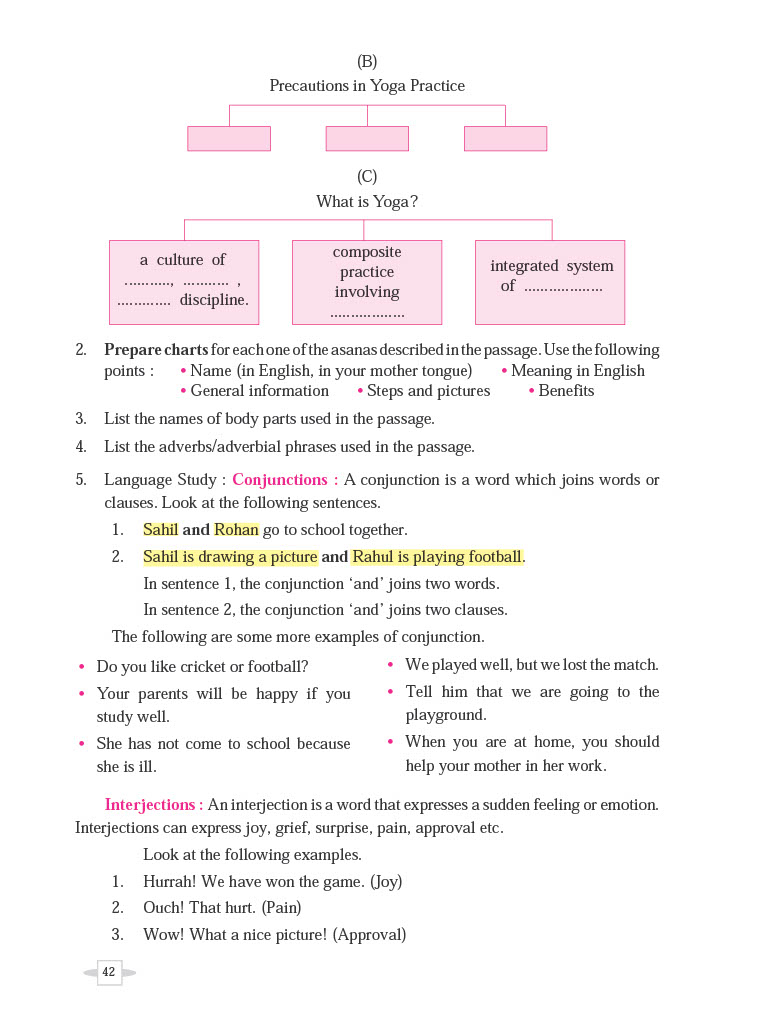 (B)
Precautions in Yoga Practice
(C)
What is Yoga?
a culture of
..........., ........... ,
............. discipline.
composite
practice
involving
..................
integrated system
of ...................
2. Prepare charts for each one of the asanas described in the passage. Use the following
points : • Name (in English, in your mother tongue) • Meaning in English
• General information • Steps and pictures • Benefits
3. List the names of body parts used in the passage.
4. List the adverbs/adverbial phrases used in the passage.
5. Language Study : Conjunctions : A conjunction is a word which joins words or
clauses. Look at the following sentences.
1. Sahil and Rohan go to school together.
2. Sahil is drawing a picture and Rahul is playing football.
In sentence 1, the conjunction ‘and’ joins two words.
In sentence 2, the conjunction ‘and’ joins two clauses.
The following are some more examples of conjunction.
• Do you like cricket or football?
• Your parents will be happy if you
study well.
• She has not come to school because
she is ill.
• We played well, but we lost the match.
• Tell him that we are going to the
playground.
• When you are at home, you should
help your mother in her work.
Interjections : An interjection is a word that expresses a sudden feeling or emotion.
Interjections can express joy, grief, surprise, pain, approval etc.
Look at the following examples.
1. Hurrah! We have won the game. (Joy)
2. Ouch! That hurt. (Pain)
3. Wow! What a nice picture! (Approval)
42